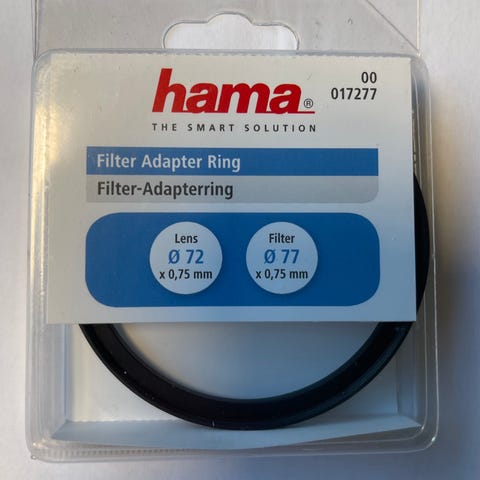 hama®
THE SMART SOLUTION
00
017277
Filter Adapter Ring
Filter-Adapterring
Lens
Ø 72
x 0,75 mm
Filter
Ø 77
x 0,75 mm